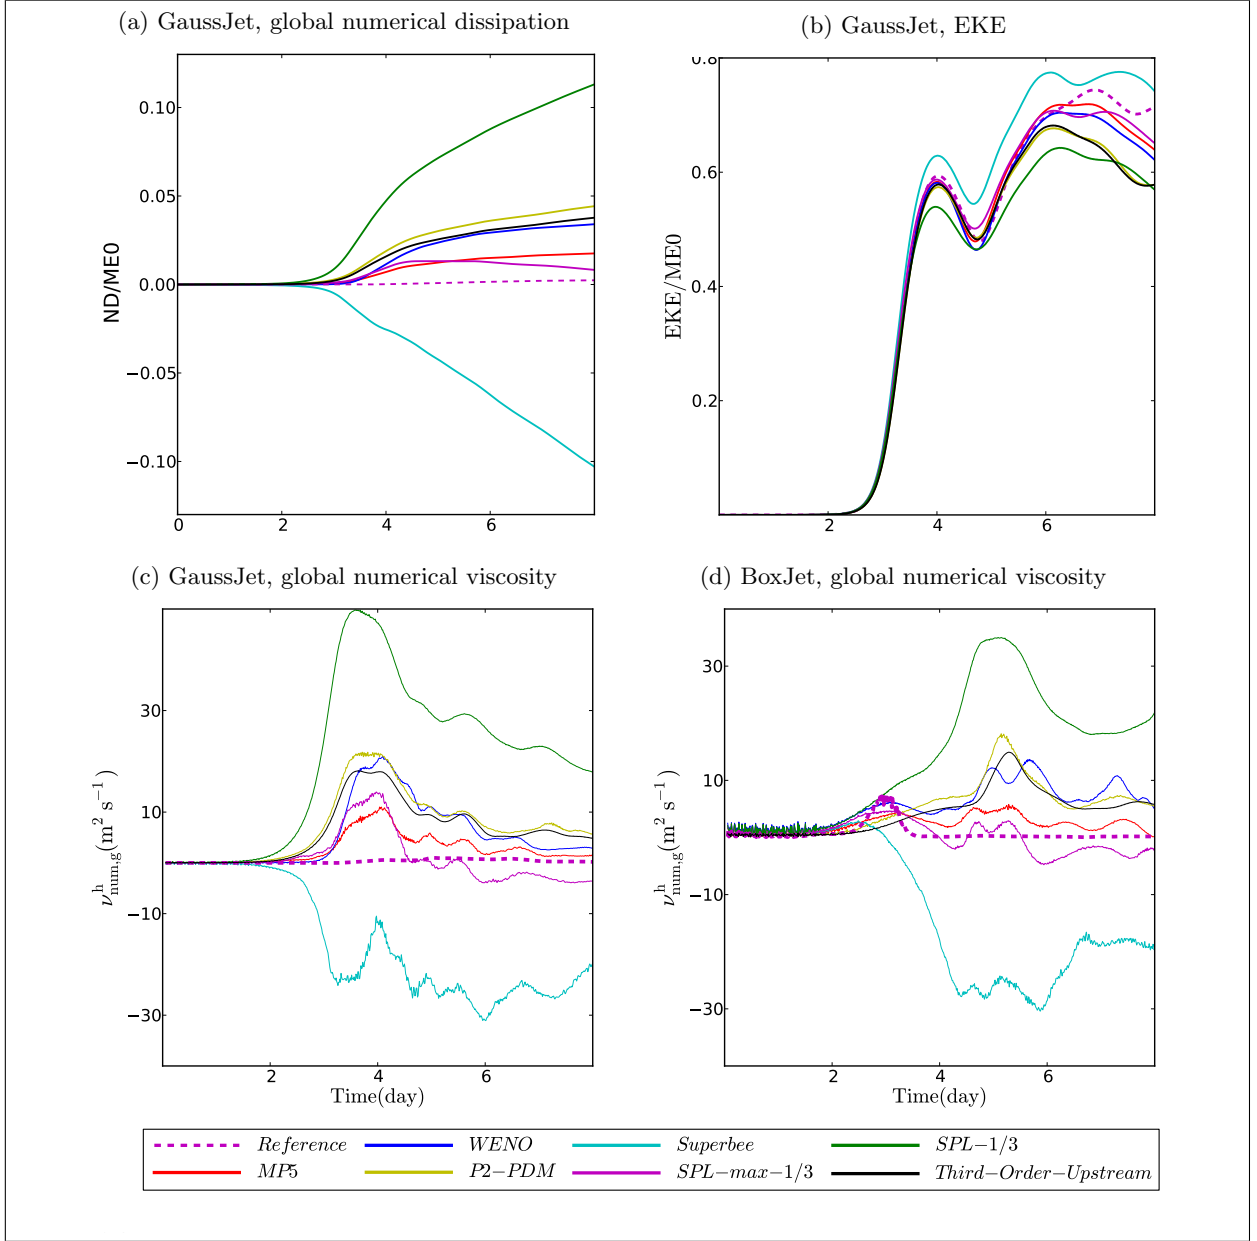 (a) GaussJet, global numerical dissipation
(b) GaussJet, EKE
0.10
0.05
0.00
−0.05
−0.10
ND/ME0
0 2 4 6
0.8
0.6
0.4
0.2
EKE/ME0
2 4 6
(c) GaussJet, global numerical viscosity
(d) BoxJet, global numerical viscosity
30
10
−10
−30
ν^h_num,g (m² s⁻¹)
2 4 6
Time(day)
30
10
−10
−30
ν^h_num,g (m² s⁻¹)
2 4 6
Time(day)
Reference WENO Superbee SPL−1/3
MP5 P2−PDM SPL−max−1/3 Third−Order−Upstream